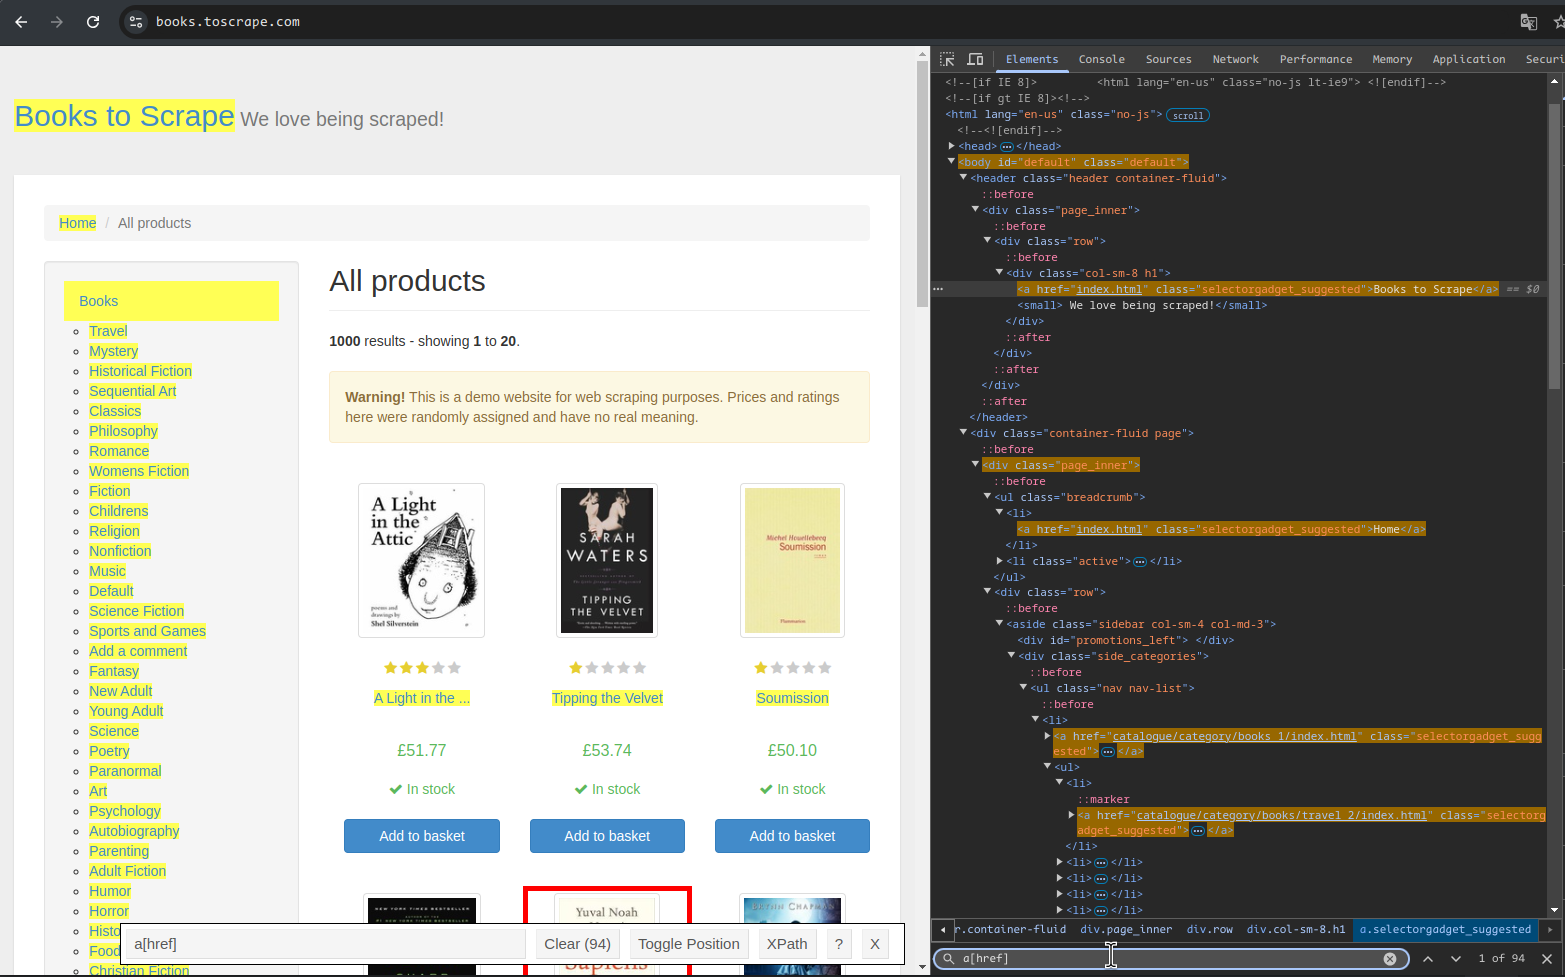 books.toscrape.com
Books to Scrape We love being scraped!
Home / All products
Books
Travel
Mystery
Historical Fiction
Sequential Art
Classics
Philosophy
Romance
Womens Fiction
Fiction
Childrens
Religion
Nonfiction
Music
Default
Science Fiction
Sports and Games
Add a comment
Fantasy
New Adult
Young Adult
Science
Poetry
Paranormal
Art
Psychology
Autobiography
Parenting
Adult Fiction
Humor
Horror
Histo
Food
Christian Fiction
All products
1000 results - showing 1 to 20.
Warning! This is a demo website for web scraping purposes. Prices and ratings
here were randomly assigned and have no real meaning.
A Light
in the
Attic
poems and
drawings by
Shel Silverstein
SARAH
WATERS
TIPPING
THE VELVET
Michel Houellebecq
Soumission
Flammarion
A Light in the ...
Tipping the Velvet
Soumission
£51.77
£53.74
£50.10
In stock
In stock
In stock
Add to basket
Add to basket
Add to basket
NEW YORK TIMES BESTSELLER
Yuval Noah
Sapiens
a[href]
Clear (94)
Toggle Position
XPath
?
X
Elements Console Sources Network Performance Memory Application Securi
<!--[if IE 8]> <html lang="en-us" class="no-js lt-ie9"> <![endif]-->
<!--[if gt IE 8]><!-->
<html lang="en-us" class="no-js"> scroll
<!--<![endif]-->
<head> ··· </head>
<body id="default" class="default">
<header class="header container-fluid">
::before
<div class="page_inner">
::before
<div class="row">
::before
<div class="col-sm-8 h1">
<a href="index.html" class="selectorgadget_suggested">Books to Scrape</a> == $0
<small> We love being scraped!</small>
</div>
::after
</div>
::after
</div>
::after
</header>
<div class="container-fluid page">
::before
<div class="page_inner">
::before
<ul class="breadcrumb">
<li>
<a href="index.html" class="selectorgadget_suggested">Home</a>
</li>
<li class="active"> ··· </li>
</ul>
<div class="row">
::before
<aside class="sidebar col-sm-4 col-md-3">
<div id="promotions_left"> </div>
<div class="side_categories">
::before
<ul class="nav nav-list">
::before
<li>
<a href="catalogue/category/books_1/index.html" class="selectorgadget_sugg
ested"> ··· </a>
<ul>
<li>
::marker
<a href="catalogue/category/books/travel_2/index.html" class="selectorg
adget_suggested"> ··· </a>
</li>
<li> ··· </li>
<li> ··· </li>
<li> ··· </li>
<li> ··· </li>
r.container-fluid div.page_inner div.row div.col-sm-8.h1 a.selectorgadget_suggested
a[href] 1 of 94